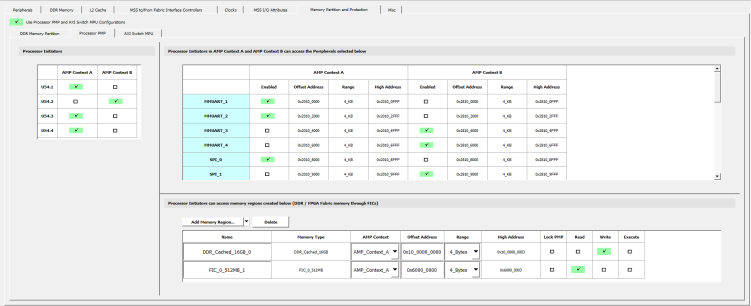 Peripherals DDR Memory L2 Cache MSS to/from Fabric Interface Controllers Clocks MSS I/O Attributes Memory Partition and Protection Misc
Use Processor PMP and AXI Switch MPU Configurations
DDR Memory Partition Processor PMP AXI Switch MPU
Processor Initiators
AMP Context A AMP Context B
U54.1
U54.2
U54.3
U54.4
Processor Initiators in AMP Context A and AMP Context B can access the Peripherals selected below
AMP Context A AMP Context B
Enabled Offset Address Range High Address Enabled Offset Address Range High Address
MMUART_1 0x2010_0000 4_KB 0x2010_0FFF 0x2010_0000 4_KB 0x2010_0FFF
MMUART_2 0x2010_2000 4_KB 0x2010_2FFF 0x2010_2000 4_KB 0x2010_2FFF
MMUART_3 0x2010_4000 4_KB 0x2010_4FFF 0x2010_4000 4_KB 0x2010_4FFF
MMUART_4 0x2010_6000 4_KB 0x2010_6FFF 0x2010_6000 4_KB 0x2010_6FFF
SPI_0 0x2010_8000 4_KB 0x2010_8FFF 0x2010_8000 4_KB 0x2010_8FFF
SPI_1 0x2010_9000 4_KB 0x2010_9FFF 0x2010_9000 4_KB 0x2010_9FFF
Processor Initiators can access memory regions created below (DDR / FPGA Fabric memory through FICs)
Add Memory Region... Delete
Name Memory Type AMP Context Offset Address Range High Address Lock PMP Read Write Execute
DDR_Cached_16GB_0 DDR_Cached_16GB AMP_Context_A 0x10_0000_0000 4_Bytes 0x10_0000_0003
FIC_0_512MB_1 FIC_0_512MB AMP_Context_A 0x6000_0000 4_Bytes 0x6000_0003